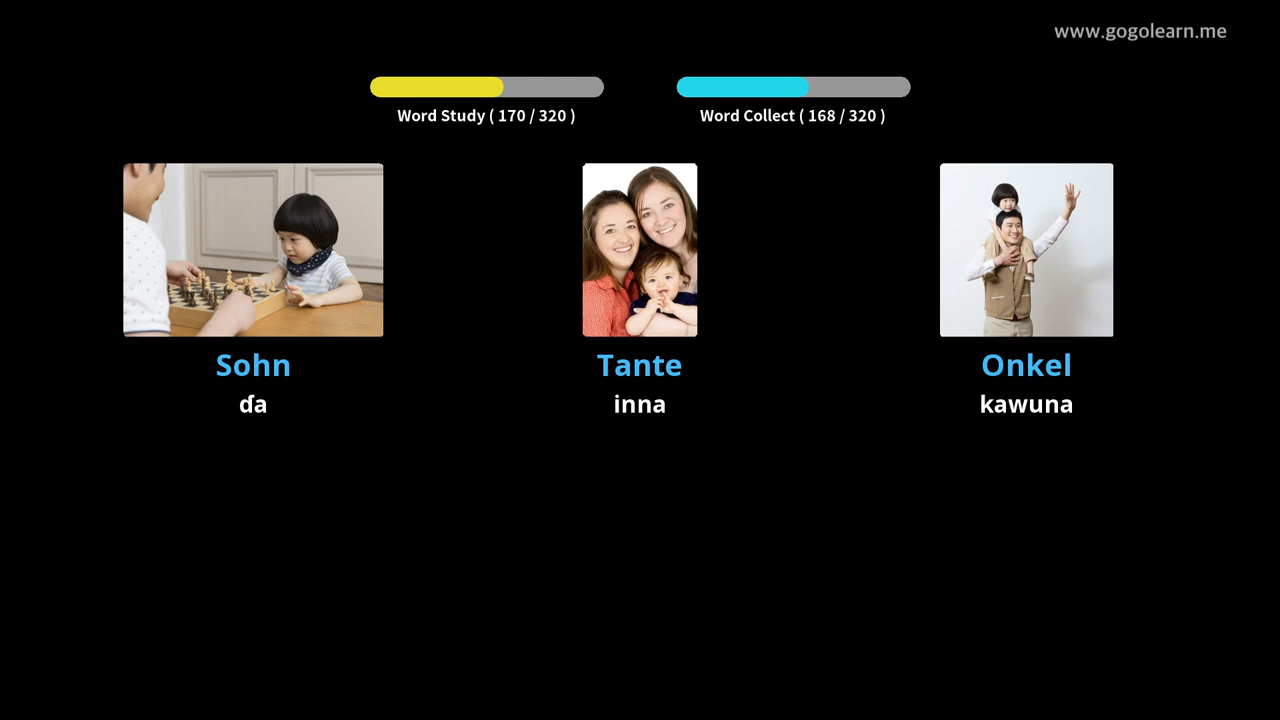 www.gogolearn.me
Word Study ( 170 / 320 )
Word Collect ( 168 / 320 )
Sohn
ɗa
Tante
inna
Onkel
kawuna